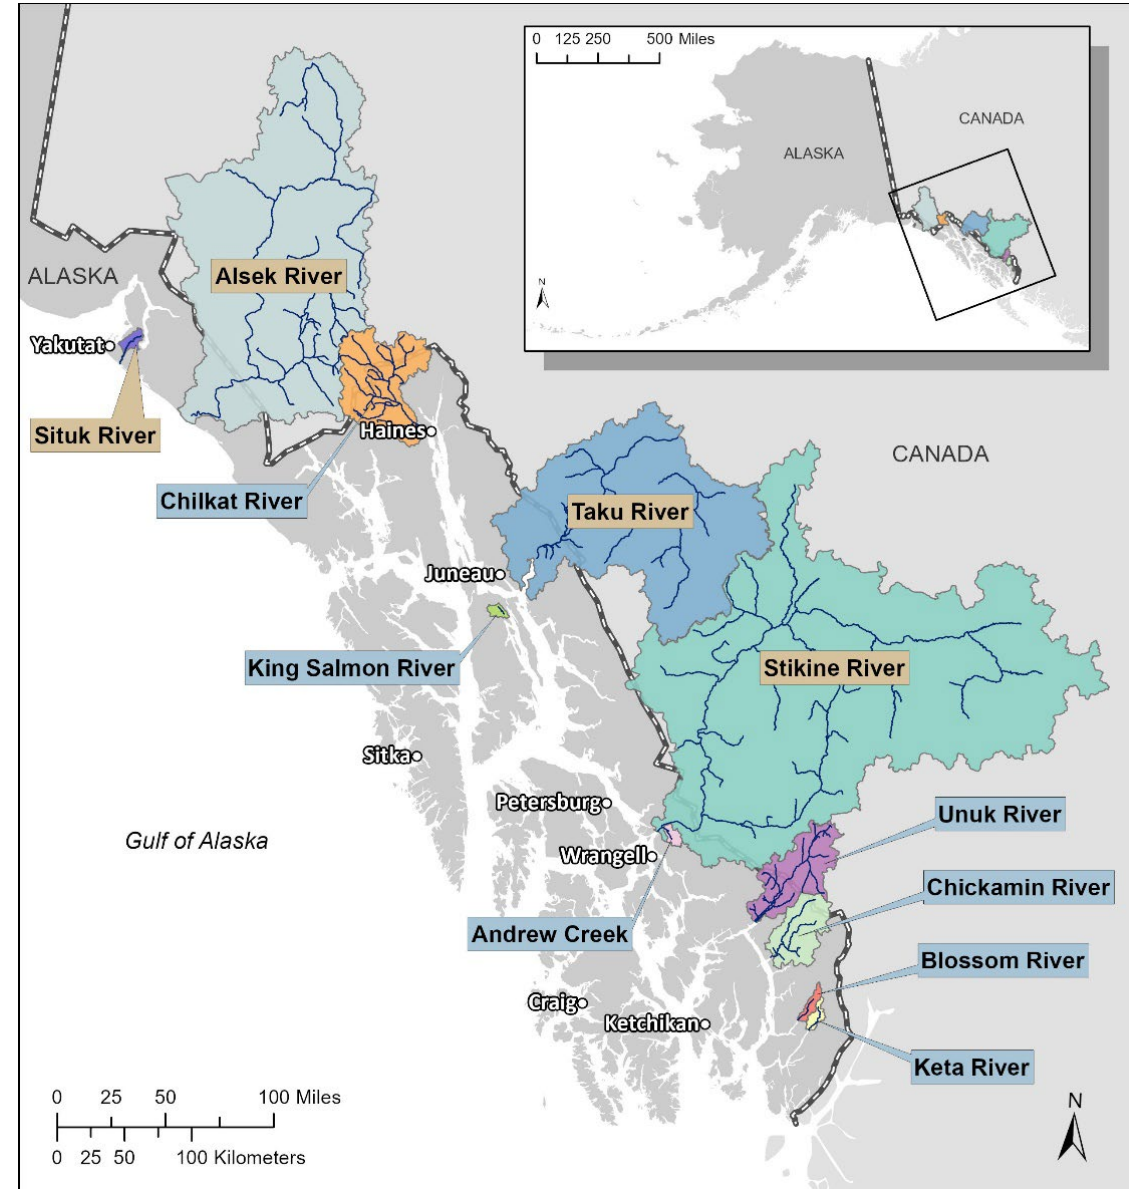 0 125 250 500 Miles
CANADA
ALASKA
N
Alsek River
ALASKA
Yakutat
Situk River
Haines
Chilkat River
CANADA
Taku River
Juneau
King Salmon River
Stikine River
Sitka
Petersburg
Unuk River
Gulf of Alaska
Wrangell
Chickamin River
Andrew Creek
Blossom River
Craig
Ketchikan
Keta River
0 25 50 100 Miles
0 25 50 100 Kilometers
N